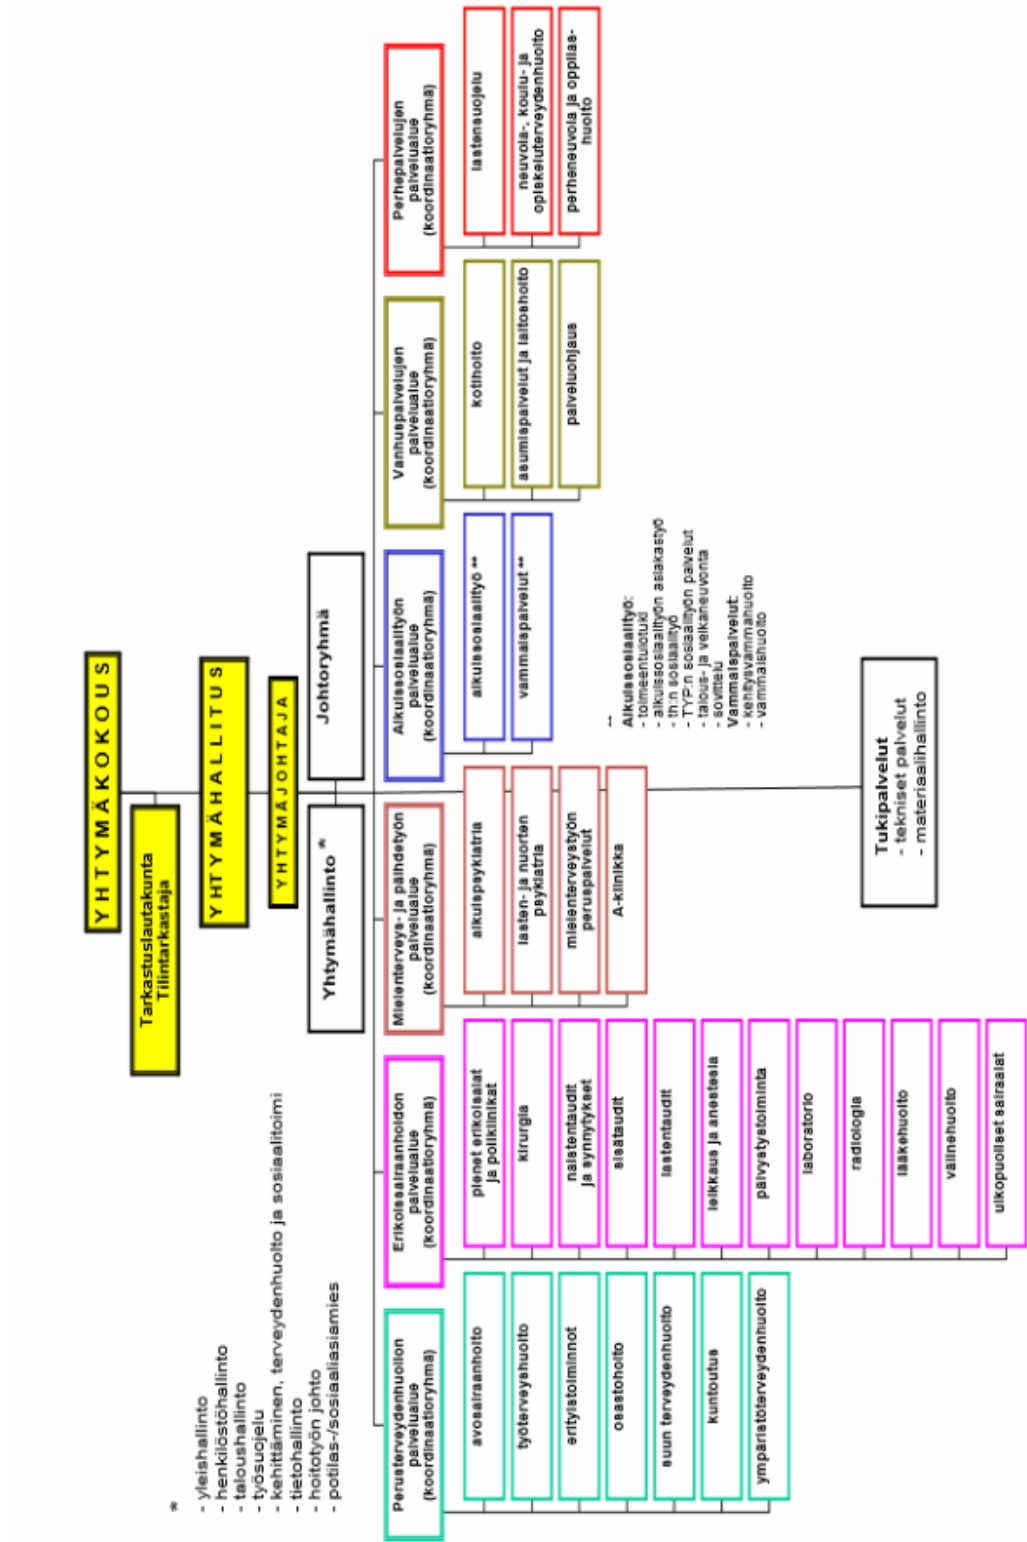 YHTYMÄKOKOUS
Tarkastuslautakunta
Tilintarkastaja
YHTYMÄHALLITUS
YHTYMÄJOHTAJA
Yhtymähallinto *
Johtoryhmä
*
- yleishallinto
- henkilöstöhallinto
- taloushallinto
- työsuojelu
- kehittäminen, terveydenhuolto ja sosiaalitoimi
- tietohallinto
- hoitotyön johto
- potilas-/sosiaaliasiamies
Perusterveydenhuollon
palvelualue
(koordinaatioryhmä)
avosairaanhoito
työterveyshuolto
erityistoiminnot
osastohoito
suun terveydenhuolto
kuntoutus
ympäristöterveydenhuolto
Erikoissairaanhoidon
palvelualue
(koordinaatioryhmä)
pienet erikoisalat
ja poliklinikat
kirurgia
naistentaudit
ja synnytykset
sisätaudit
lastentaudit
leikkaus ja anestesia
päivystystoiminta
laboratorio
radiologia
lääkehuolto
välinehuolto
ulkopuoliset sairaalat
Mielenterveys- ja päihdetyön
palvelualue
(koordinaatioryhmä)
aikuispsykiatria
lasten- ja nuorten
psykiatria
mielenterveystyön
peruspalvelut
A-klinikka
Aikuissosiaalityön
palvelualue
(koordinaatioryhmä)
aikuissosiaalityö **
vammaispalvelut **
**
Aikuissosiaalityö:
- toimeentulotuki
- aikuissosiaalityön asiakastyö
- th:n sosiaalityö
- TYP:n sosiaalityön palvelut
- talous- ja velkaneuvonta
- sovittelu
Vammaispalvelut:
- kehitysvammahuolto
- vammaishuolto
Vanhuspalvelujen
palvelualue
(koordinaatioryhmä)
kotihoito
asumispalvelut ja laitoshoito
palveluohjaus
Perhepalvelujen
palvelualue
(koordinaatioryhmä)
lastensuojelu
neuvola-, koulu- ja
opiskeluterveydenhuolto
perheneuvola ja oppilas-
huolto
Tukipalvelut
- tekniset palvelut
- materiaalihallinto